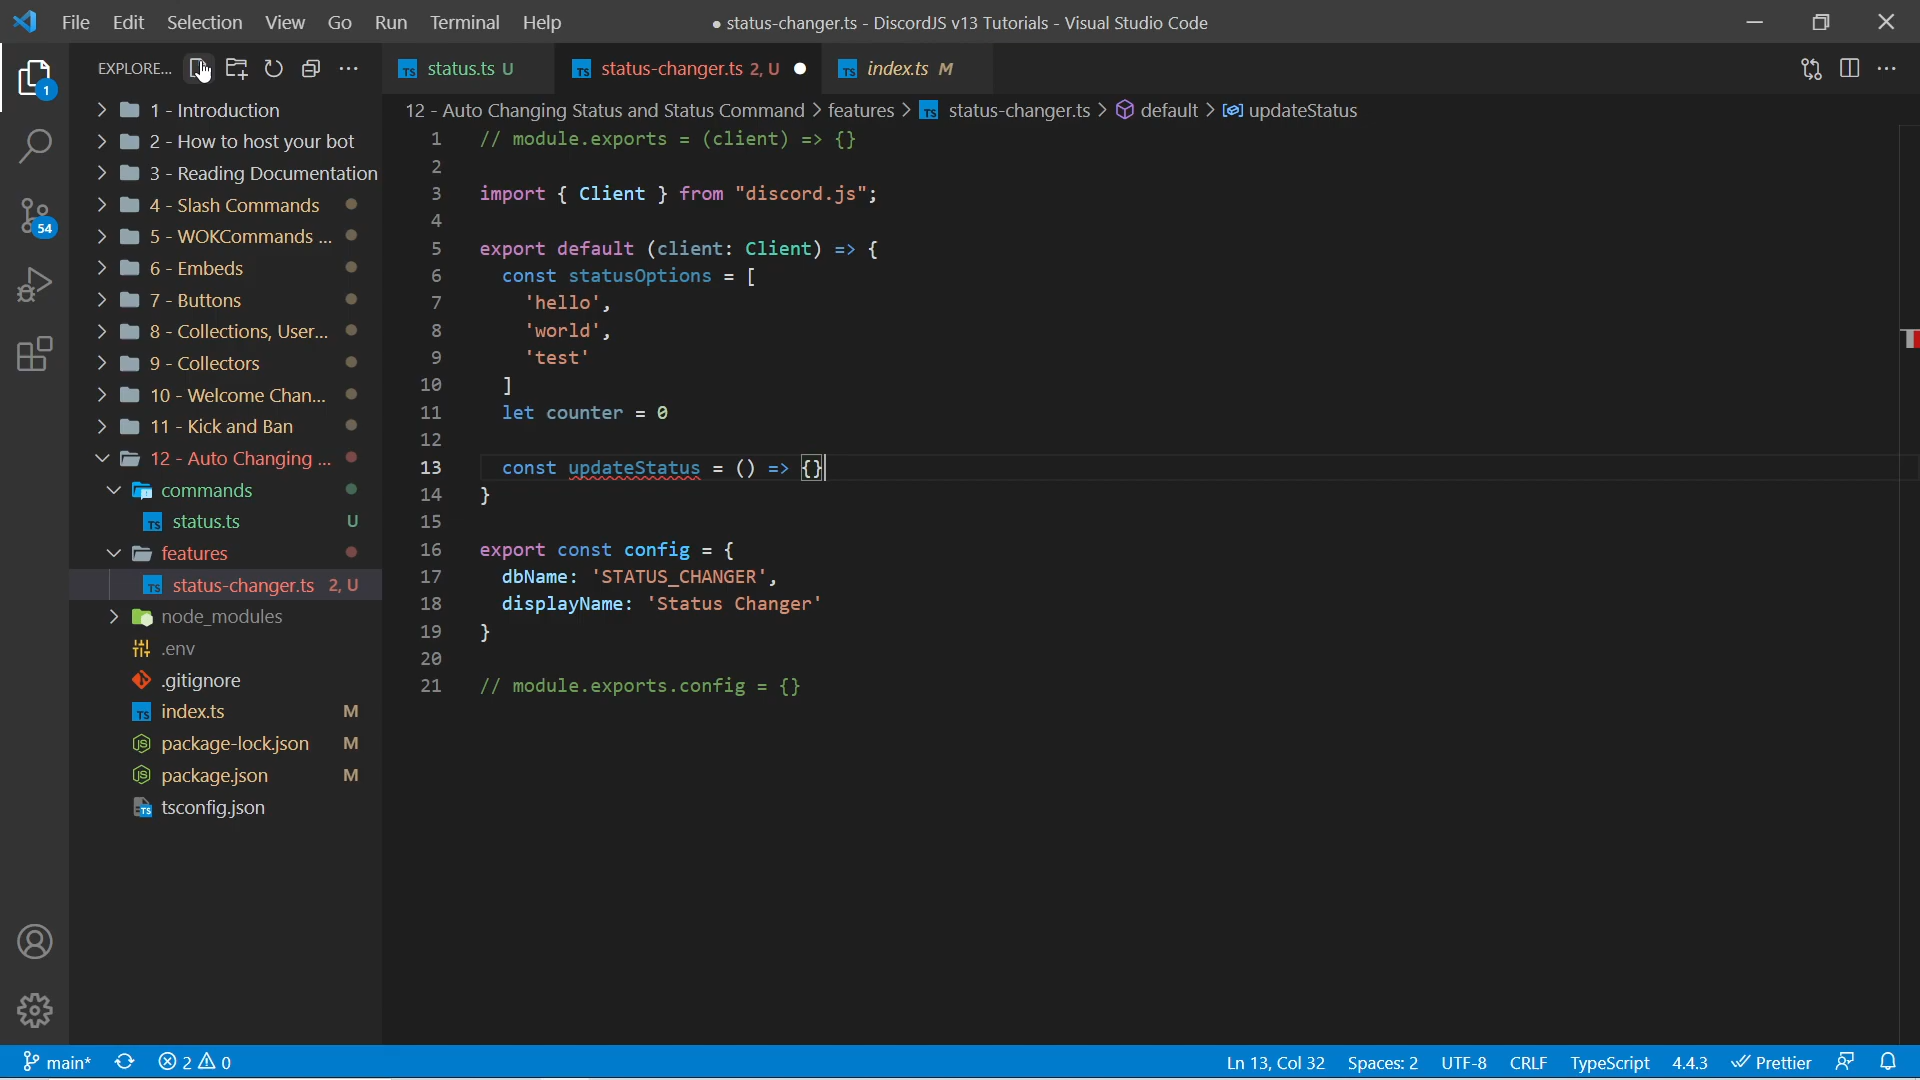 File Edit Selection View Go Run Terminal Help
● status-changer.ts - DiscordJS v13 Tutorials - Visual Studio Code
EXPLORE...
status.ts U
status-changer.ts 2, U
index.ts M
12 - Auto Changing Status and Status Command > features > TS status-changer.ts > default > updateStatus
1
54
1 - Introduction
2 - How to host your bot
3 - Reading Documentation
4 - Slash Commands
5 - WOKCommands ...
6 - Embeds
7 - Buttons
8 - Collections, User...
9 - Collectors
10 - Welcome Chan...
11 - Kick and Ban
12 - Auto Changing ...
commands
TS status.ts U
features
TS status-changer.ts 2, U
node_modules
.env
.gitignore
TS index.ts M
package-lock.json M
package.json M
tsconfig.json
1 // module.exports = (client) => {}
2
3 import { Client } from "discord.js";
4
5 export default (client: Client) => {
6 const statusOptions = [
7 'hello',
8 'world',
9 'test'
10 ]
11 let counter = 0
12
13 const updateStatus = () => {}
14 }
15
16 export const config = {
17 dbName: 'STATUS_CHANGER',
18 displayName: 'Status Changer'
19 }
20
21 // module.exports.config = {}
main* 2 0 Ln 13, Col 32 Spaces: 2 UTF-8 CRLF TypeScript 4.4.3 Prettier